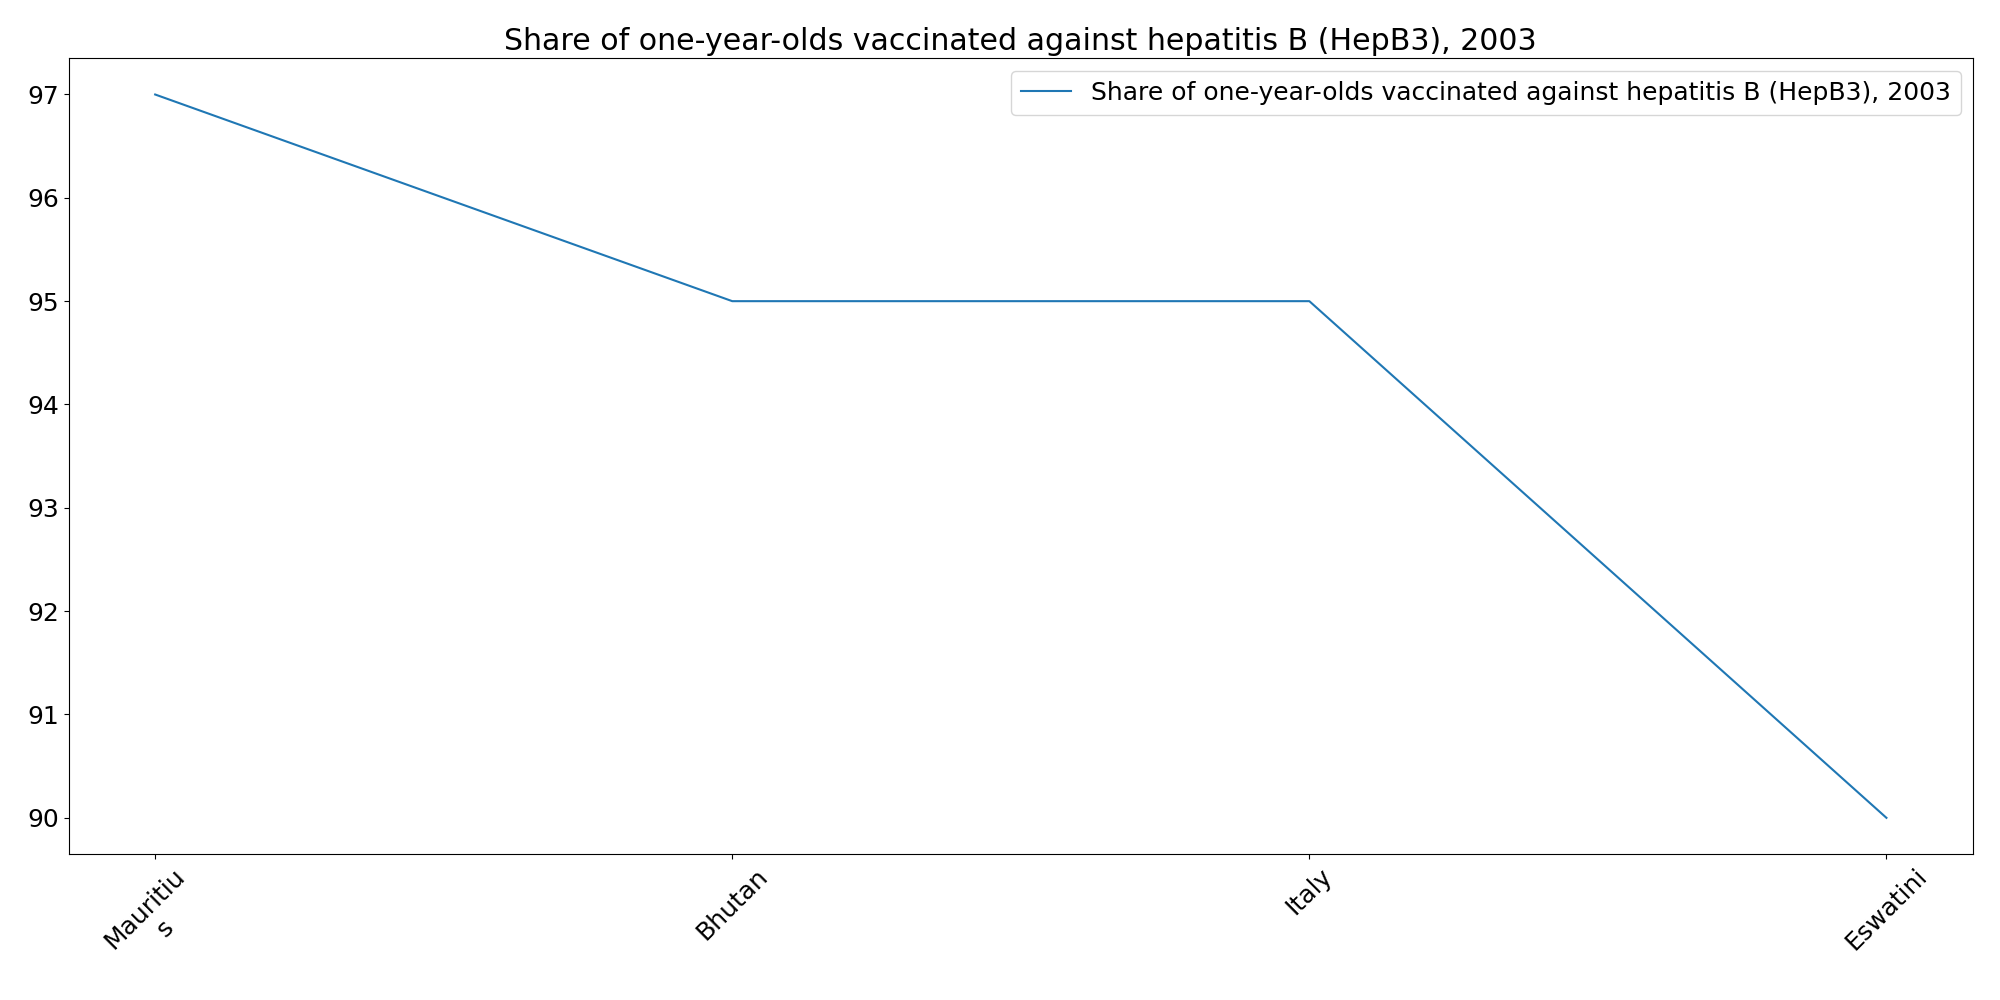 Share of one-year-olds vaccinated against hepatitis B (HepB3), 2003
Share of one-year-olds vaccinated against hepatitis B (HepB3), 2003
97
96
95
94
93
92
91
90
Mauritiu
s
Bhutan
Italy
Eswatini